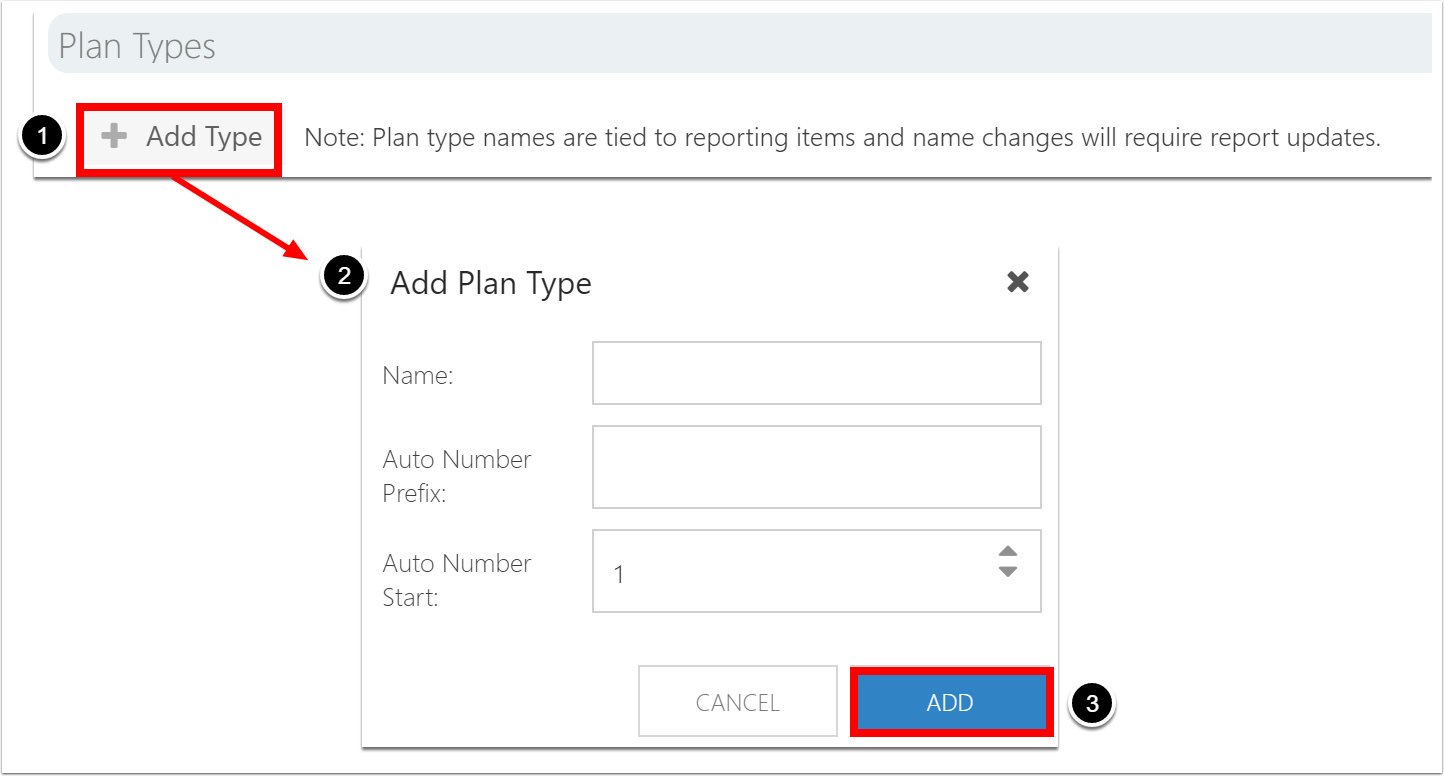 Plan Types
1
+ Add Type Note: Plan type names are tied to reporting items and name changes will require report updates.
2
Add Plan Type
Name:
Auto Number
Prefix:
Auto Number
Start:
1
CANCEL
ADD
3